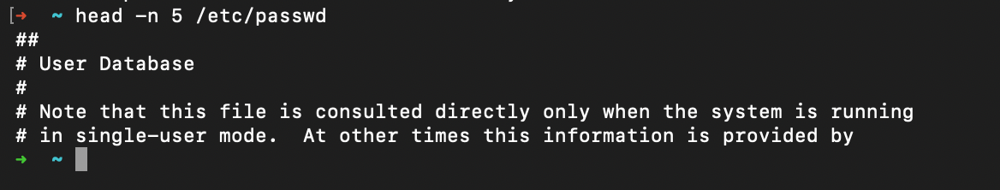 [➜  ~ head -n 5 /etc/passwd
##
# User Database
#
# Note that this file is consulted directly only when the system is running
# in single-user mode.  At other times this information is provided by
➜  ~